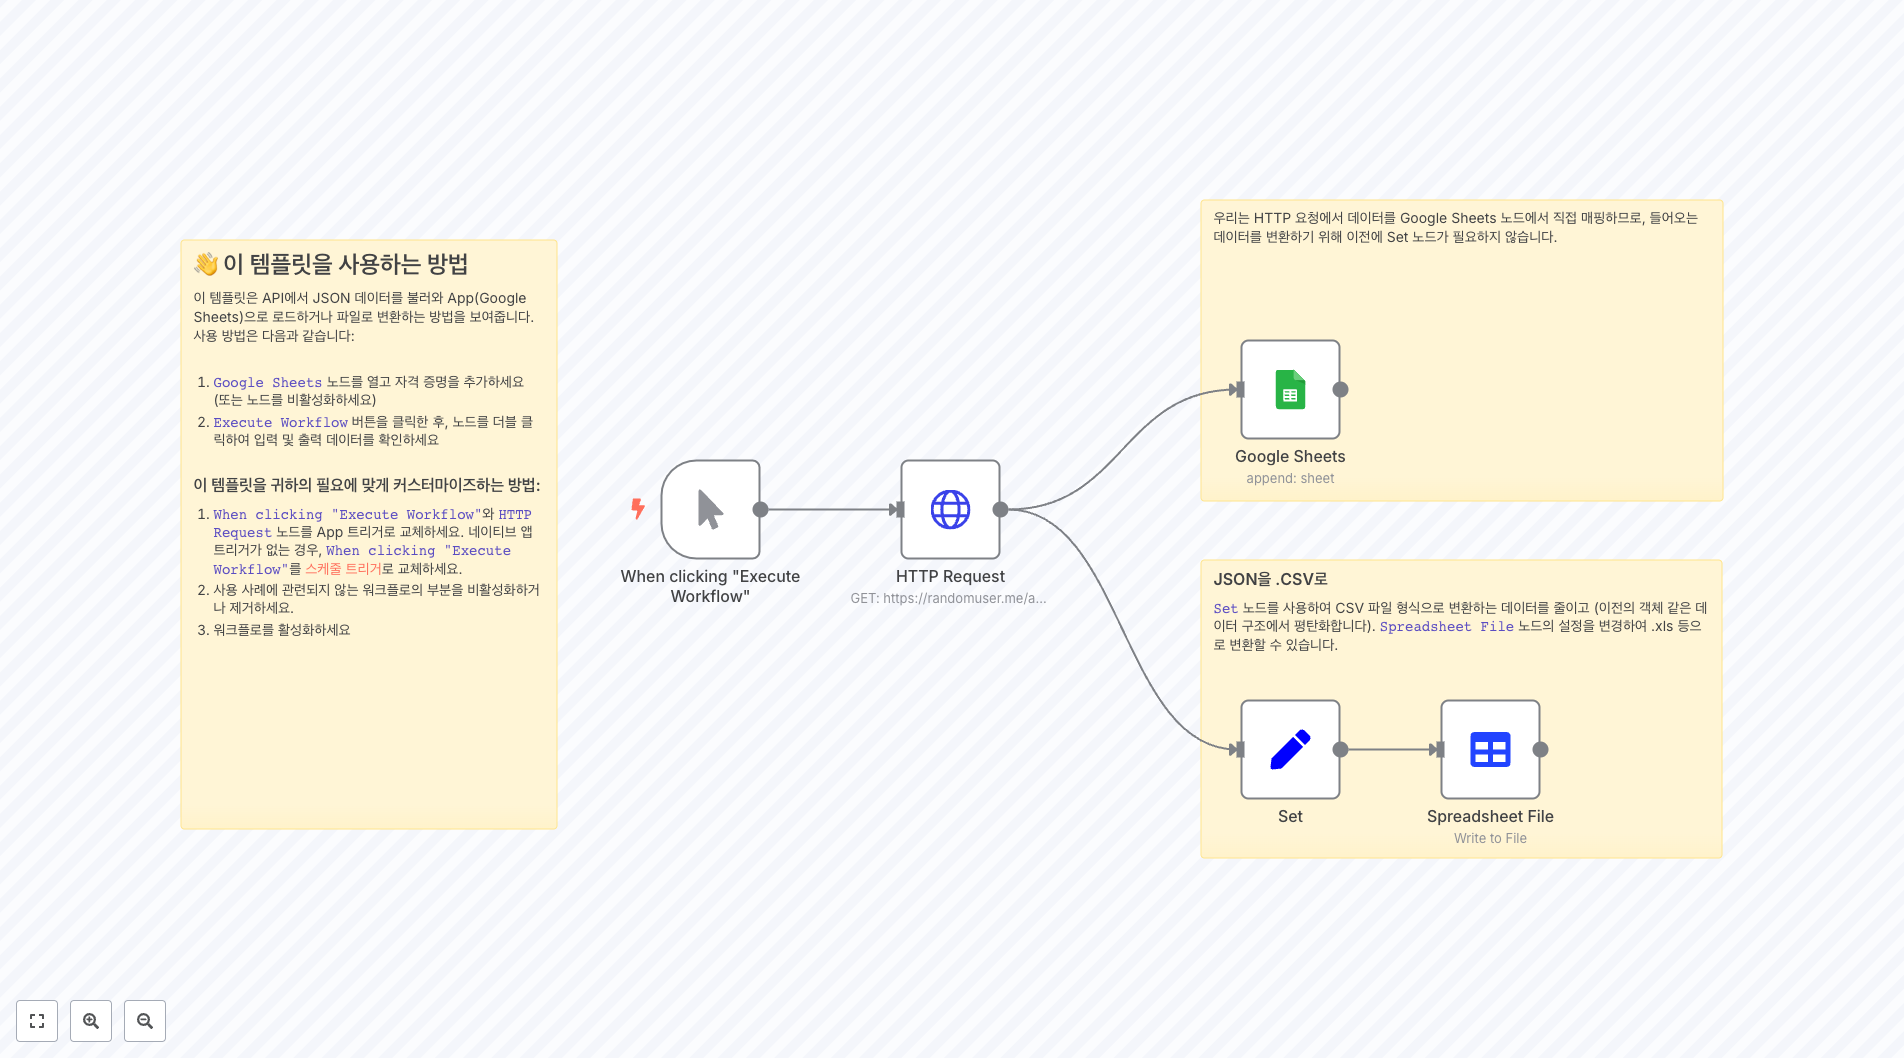 👋 이 템플릿을 사용하는 방법
이 템플릿은 API에서 JSON 데이터를 불러와 App(Google
Sheets)으로 로드하거나 파일로 변환하는 방법을 보여줍니다.
사용 방법은 다음과 같습니다:
1. Google Sheets 노드를 열고 자격 증명을 추가하세요
(또는 노드를 비활성화하세요)
2. Execute Workflow 버튼을 클릭한 후, 노드를 더블 클
릭하여 입력 및 출력 데이터를 확인하세요
이 템플릿을 귀하의 필요에 맞게 커스터마이즈하는 방법:
1. When clicking "Execute Workflow"와 HTTP
Request 노드를 App 트리거로 교체하세요. 네이티브 앱
트리거가 없는 경우, When clicking "Execute
Workflow"를 스케줄 트리거로 교체하세요.
2. 사용 사례에 관련되지 않는 워크플로의 부분을 비활성화하거
나 제거하세요.
3. 워크플로를 활성화하세요
When clicking "Execute
Workflow"
HTTP Request
GET: https://randomuser.me/a...
우리는 HTTP 요청에서 데이터를 Google Sheets 노드에서 직접 매핑하므로, 들어오는
데이터를 변환하기 위해 이전에 Set 노드가 필요하지 않습니다.
Google Sheets
append: sheet
JSON을 .CSV로
Set 노드를 사용하여 CSV 파일 형식으로 변환하는 데이터를 줄이고 (이전의 객체 같은 데
이터 구조에서 평탄화합니다). Spreadsheet File 노드의 설정을 변경하여 .xls 등으
로 변환할 수 있습니다.
Set
Spreadsheet File
Write to File